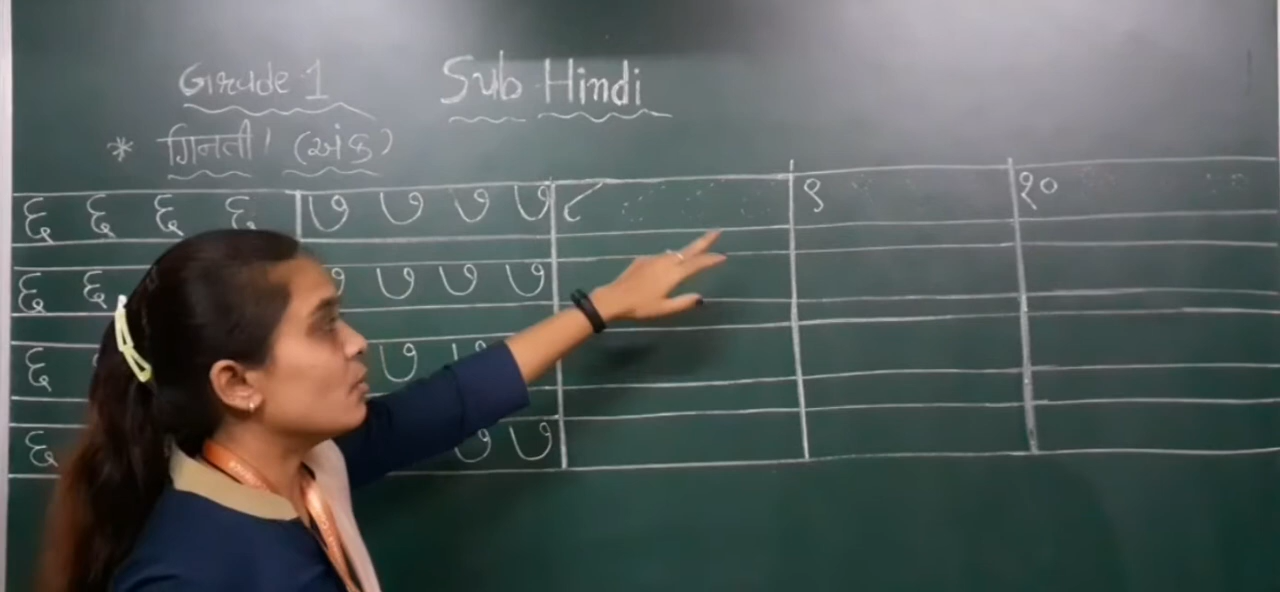 Grade 1 Sub Hindi
* गिनती। (अंक)
६ ६ ६ ६ ७ ७ ७ ७ ८ ९ १०
६ ६ ७ ७ ७ ७
६ ७ ७
६ ७ ७